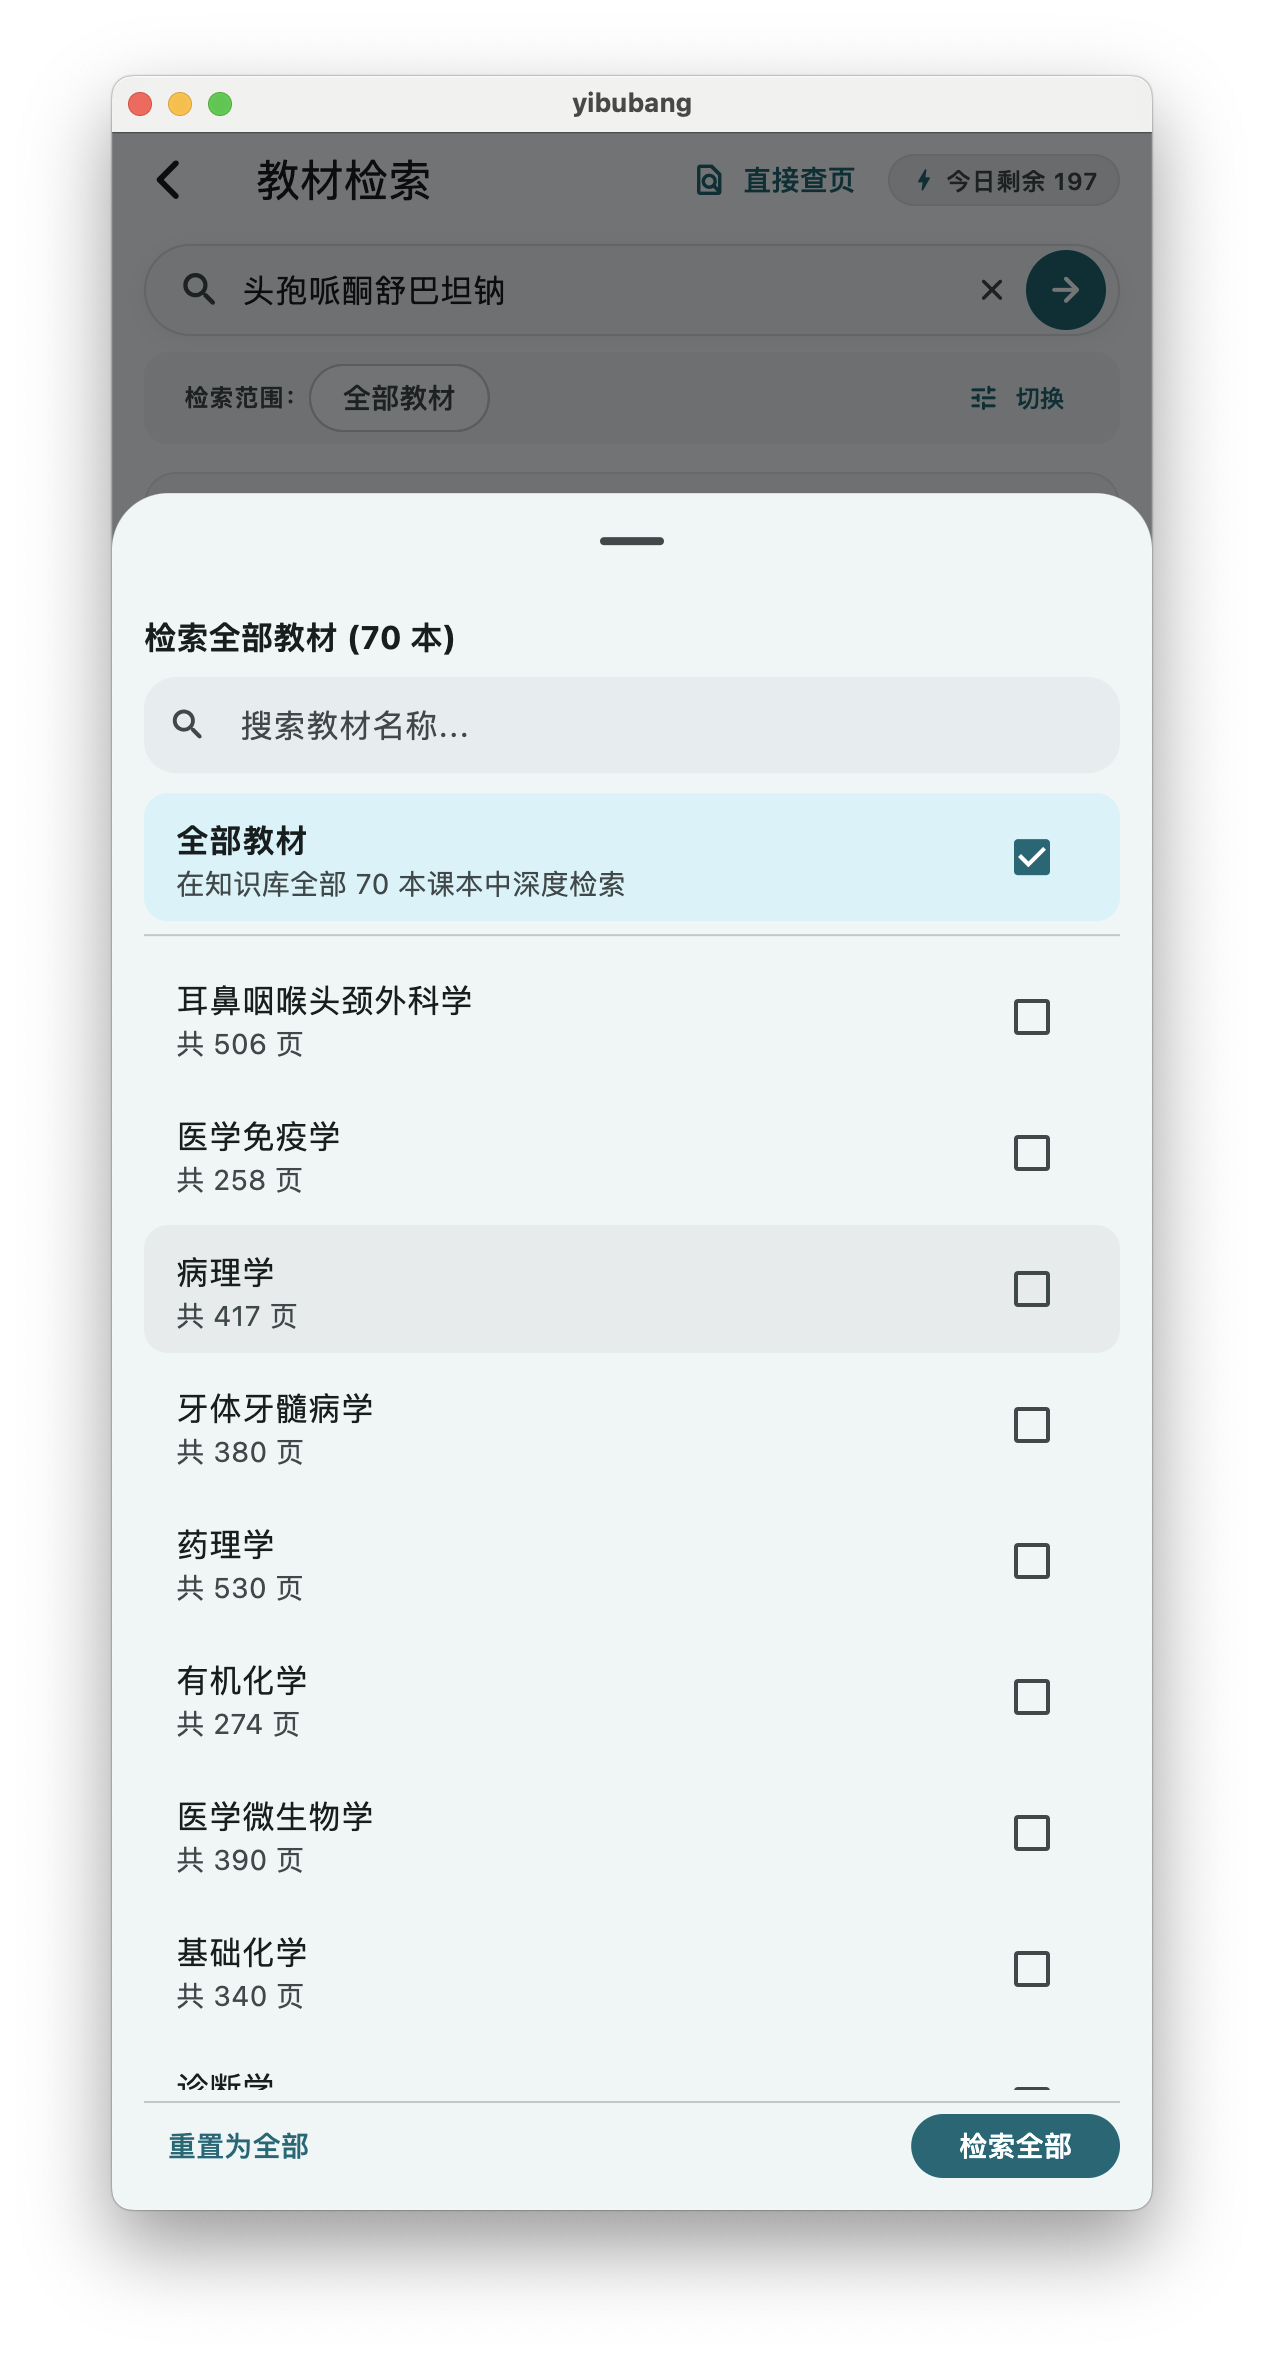 yibubang
教材检索
直接查页
今日剩余 197
头孢哌酮舒巴坦钠
检索范围：
全部教材
切换
检索全部教材 (70 本)
搜索教材名称...
全部教材
在知识库全部 70 本课本中深度检索
耳鼻咽喉头颈外科学
共 506 页
医学免疫学
共 258 页
病理学
共 417 页
牙体牙髓病学
共 380 页
药理学
共 530 页
有机化学
共 274 页
医学微生物学
共 390 页
基础化学
共 340 页
诊断学
重置为全部
检索全部